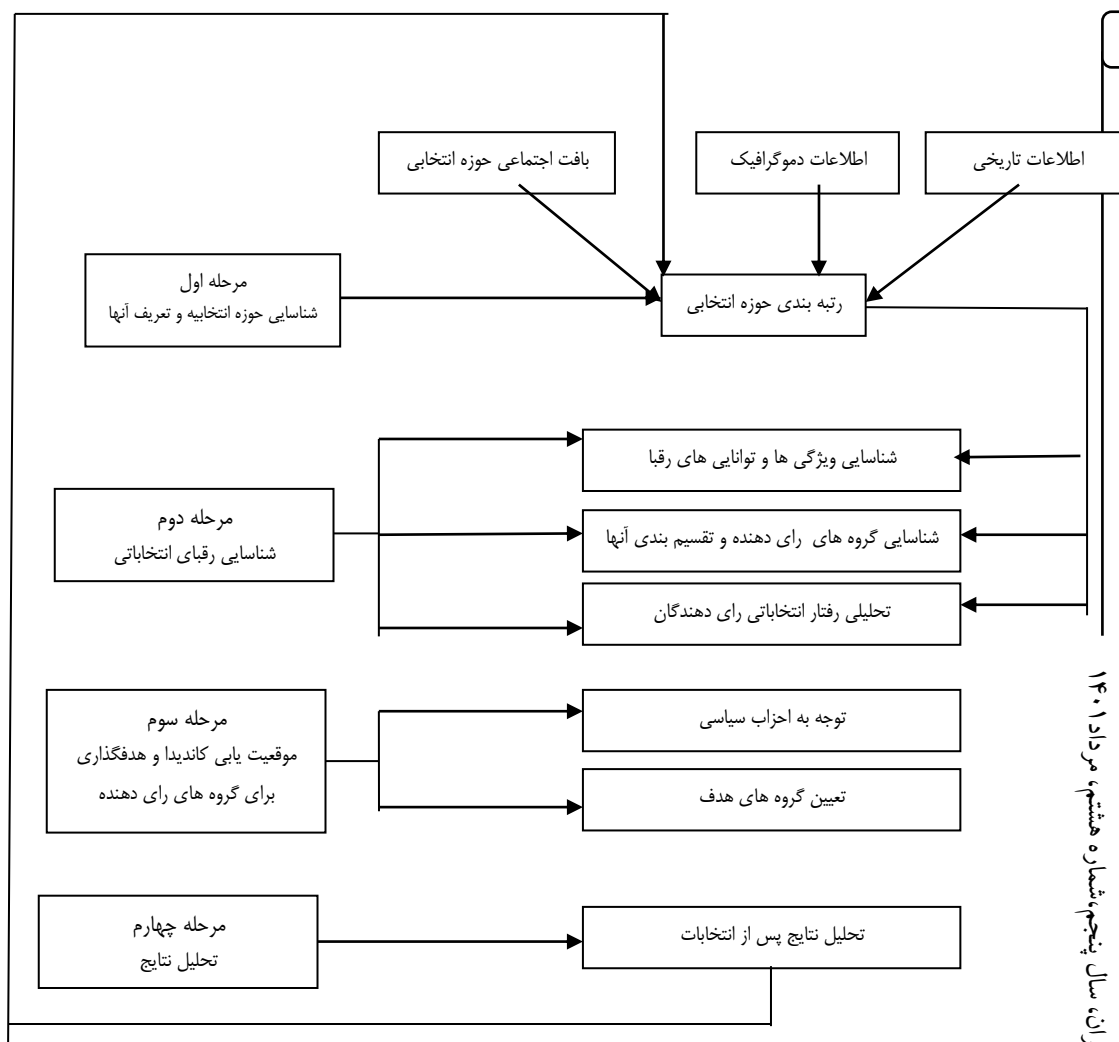 اطلاعات تاریخی
اطلاعات دموگرافیک
بافت اجتماعی حوزه انتخابی
رتبه بندی حوزه انتخابی
مرحله اول
شناسایی حوزه انتخابیه و تعریف آنها
شناسایی ویژگی ها و توانایی های رقبا
مرحله دوم
شناسایی رقبای انتخاباتی
شناسایی گروه های رای دهنده و تقسیم بندی آنها
تحلیلی رفتار انتخاباتی رای دهندگان
مرحله سوم
موقعیت یابی کاندیدا و هدفگذاری
برای گروه های رای دهنده
توجه به احزاب سیاسی
تعیین گروه های هدف
مرحله چهارم
تحلیل نتایج
تحلیل نتایج پس از انتخابات
سال پنجم،شماره هشتم، مرداد۱۴۰۱